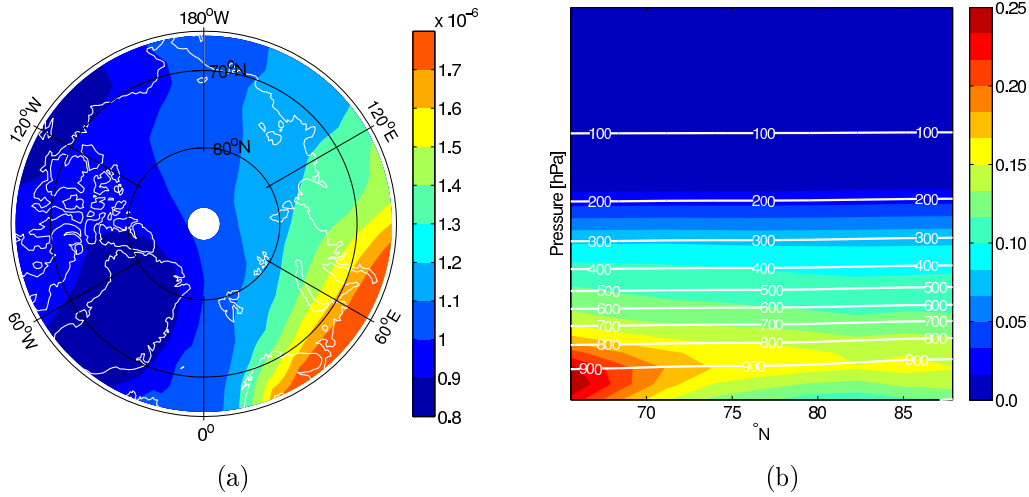 180°W
x 10⁻⁶
70°N
80°N
120°W
120°E
60°W
60°E
0°
1.7
1.6
1.5
1.4
1.3
1.2
1.1
1
0.9
0.8
(a)
Pressure [hPa]
100 100 100
200 200 200
300 300 300
400 400 400
500 500 500
600 600 600
700 700 700
800 800 800
900 900 900
70 75 80 85
°N
0.25
0.20
0.15
0.10
0.05
0.0
(b)